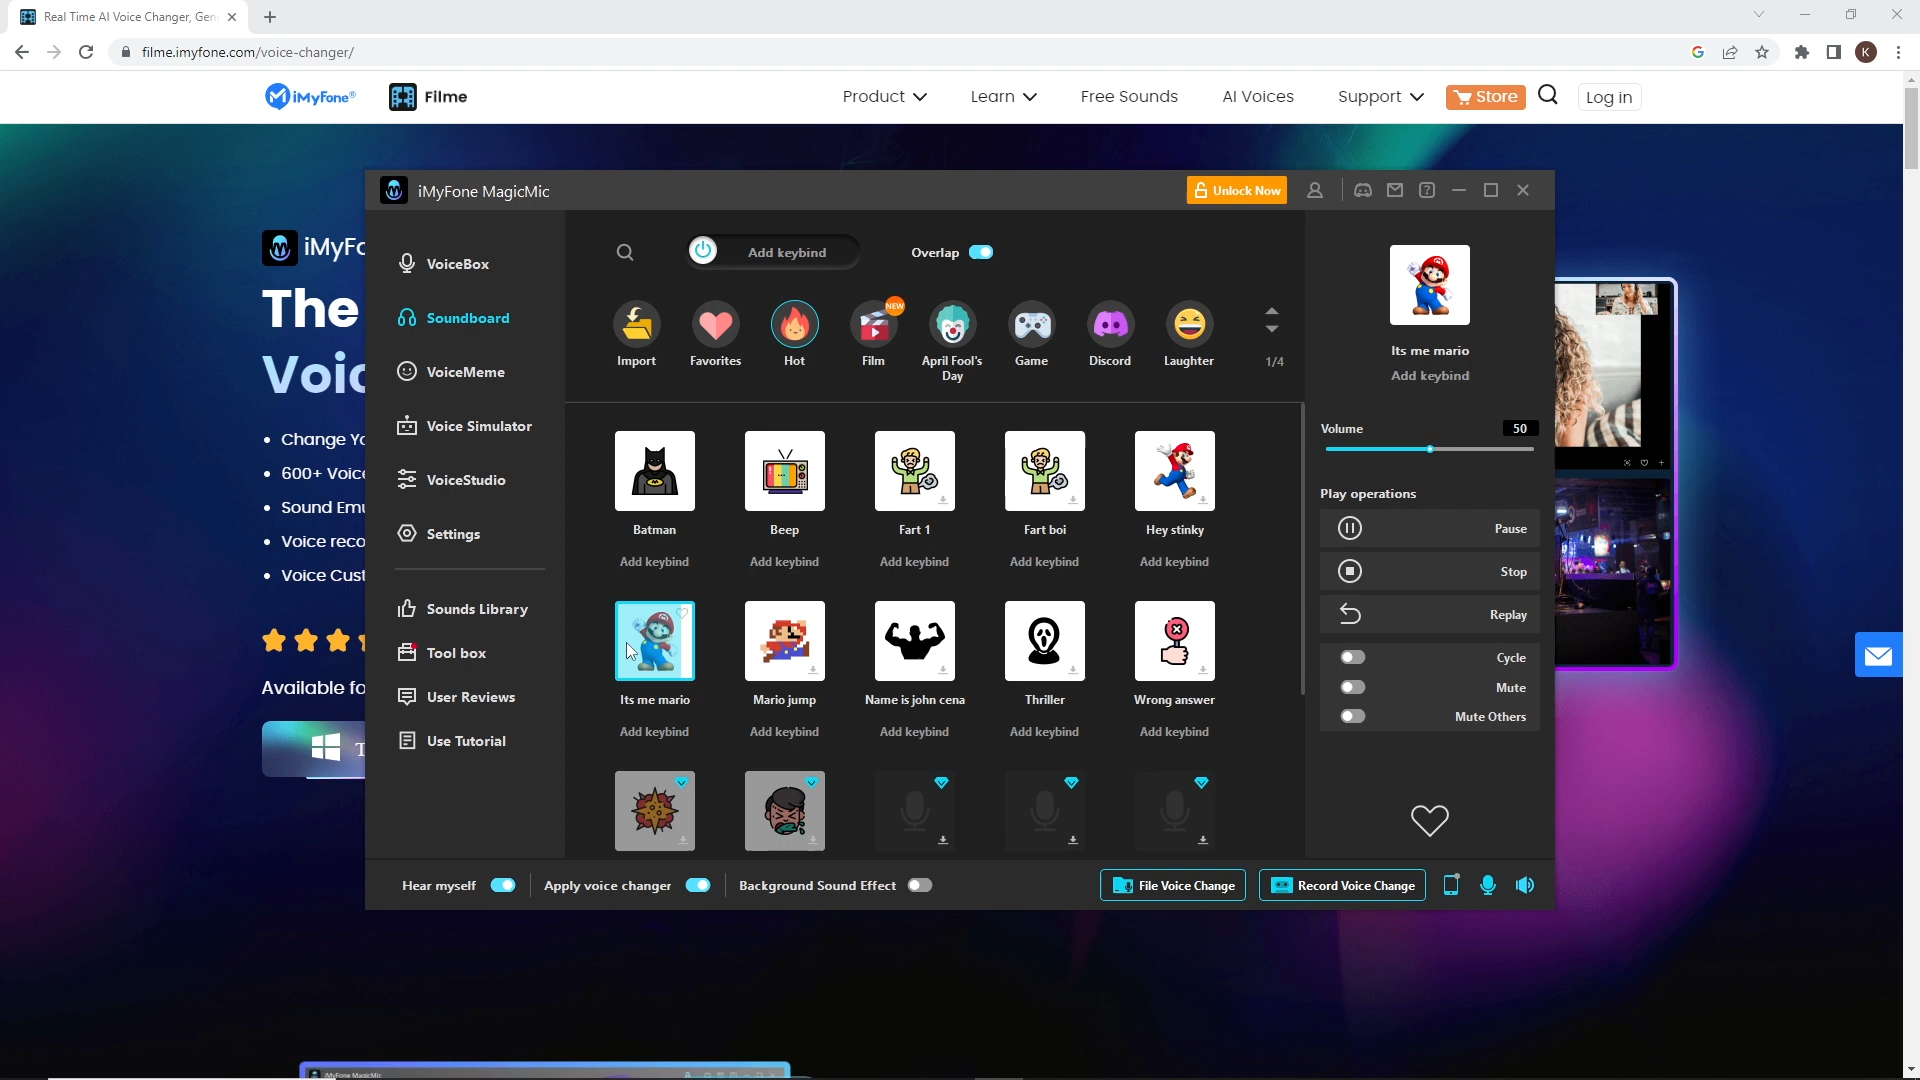 Real Time AI Voice Changer, Gen
filme.imyfone.com/voice-changer/
K
iMyFone®
Filme
Product
Learn
Free Sounds
AI Voices
Support
Store
Log in
iMyFone MagicMic
Unlock Now
iMyFo
The
Voic
Change Yo
600+ Voice
Sound Emu
Voice reco
Voice Cust
Available fo
T
VoiceBox
Soundboard
VoiceMeme
Voice Simulator
VoiceStudio
Settings
Sounds Library
Tool box
User Reviews
Use Tutorial
Add keybind
Overlap
Import
Favorites
Hot
NEW
Film
April Fool's
Day
Game
Discord
Laughter
1/4
Batman
Beep
Fart 1
Fart boi
Hey stinky
Add keybind
Add keybind
Add keybind
Add keybind
Add keybind
Its me mario
Mario jump
Name is john cena
Thriller
Wrong answer
Add keybind
Add keybind
Add keybind
Add keybind
Add keybind
Its me mario
Add keybind
Volume
50
Play operations
Pause
Stop
Replay
Cycle
Mute
Mute Others
Hear myself
Apply voice changer
Background Sound Effect
File Voice Change
Record Voice Change
iMyFone MagicMic